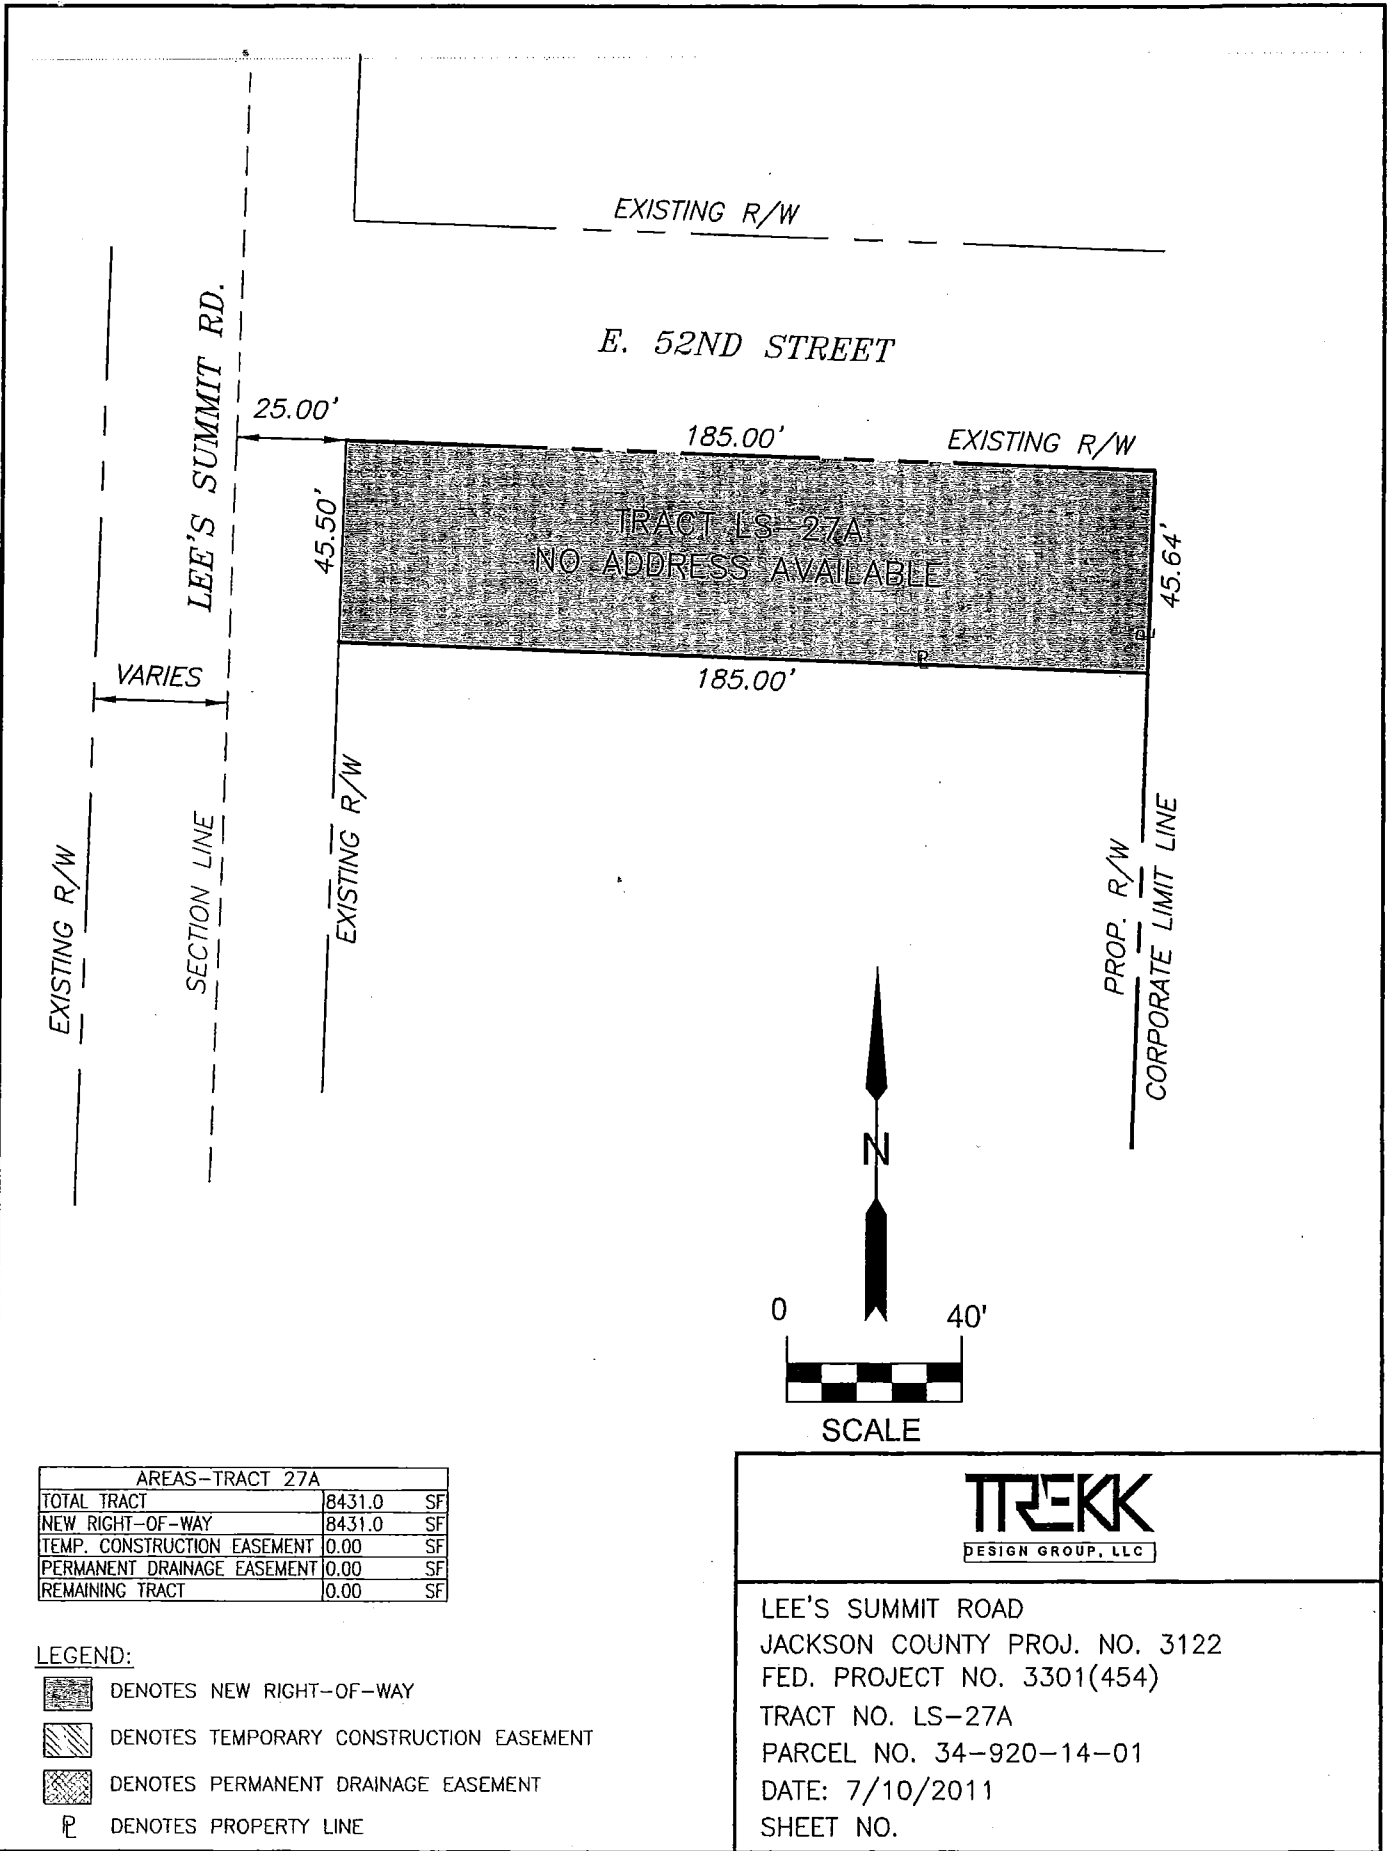 EXISTING R/W
E. 52ND STREET
LEE'S SUMMIT RD.
25.00'
185.00'
EXISTING R/W
45.50'
TRACT LS-27A
NO ADDRESS AVAILABLE
45.64'
PL
PL
185.00'
VARIES
EXISTING R/W
SECTION LINE
EXISTING R/W
PROP. R/W
CORPORATE LIMIT LINE
N
0 40'
SCALE
AREAS-TRACT 27A
TOTAL TRACT 8431.0 SF
NEW RIGHT-OF-WAY 8431.0 SF
TEMP. CONSTRUCTION EASEMENT 0.00 SF
PERMANENT DRAINAGE EASEMENT 0.00 SF
REMAINING TRACT 0.00 SF
LEGEND:
DENOTES NEW RIGHT-OF-WAY
DENOTES TEMPORARY CONSTRUCTION EASEMENT
DENOTES PERMANENT DRAINAGE EASEMENT
PL DENOTES PROPERTY LINE
TREKK
DESIGN GROUP, LLC
LEE'S SUMMIT ROAD
JACKSON COUNTY PROJ. NO. 3122
FED. PROJECT NO. 3301(454)
TRACT NO. LS-27A
PARCEL NO. 34-920-14-01
DATE: 7/10/2011
SHEET NO.